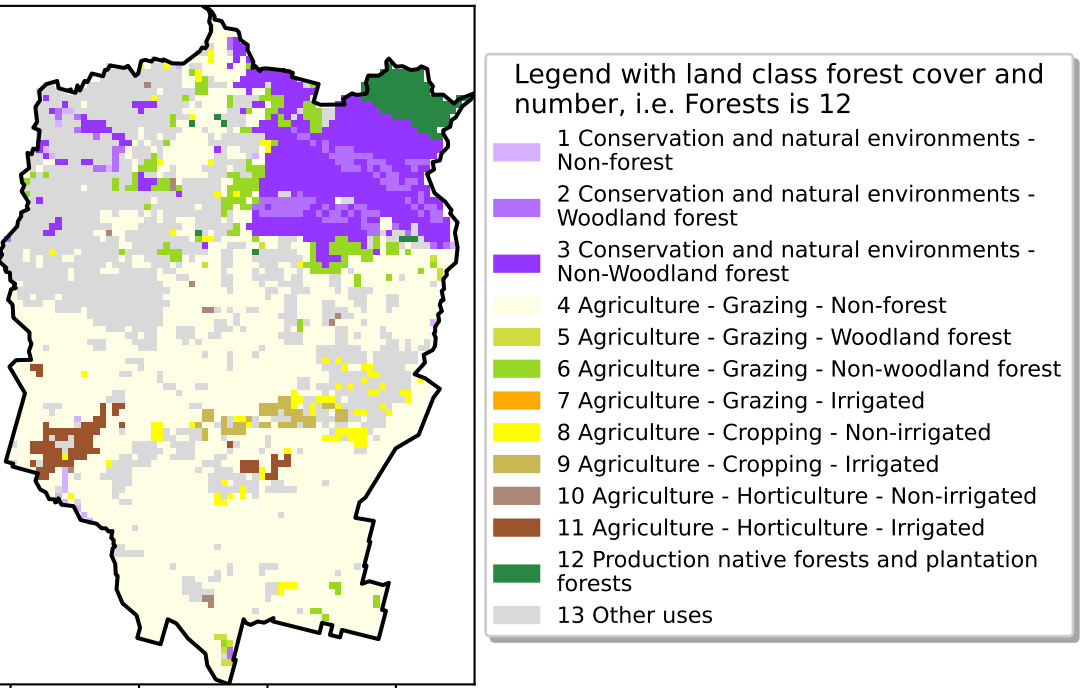 Legend with land class forest cover and
number, i.e. Forests is 12
1 Conservation and natural environments -
Non-forest
2 Conservation and natural environments -
Woodland forest
3 Conservation and natural environments -
Non-Woodland forest
4 Agriculture - Grazing - Non-forest
5 Agriculture - Grazing - Woodland forest
6 Agriculture - Grazing - Non-woodland forest
7 Agriculture - Grazing - Irrigated
8 Agriculture - Cropping - Non-irrigated
9 Agriculture - Cropping - Irrigated
10 Agriculture - Horticulture - Non-irrigated
11 Agriculture - Horticulture - Irrigated
12 Production native forests and plantation
forests
13 Other uses